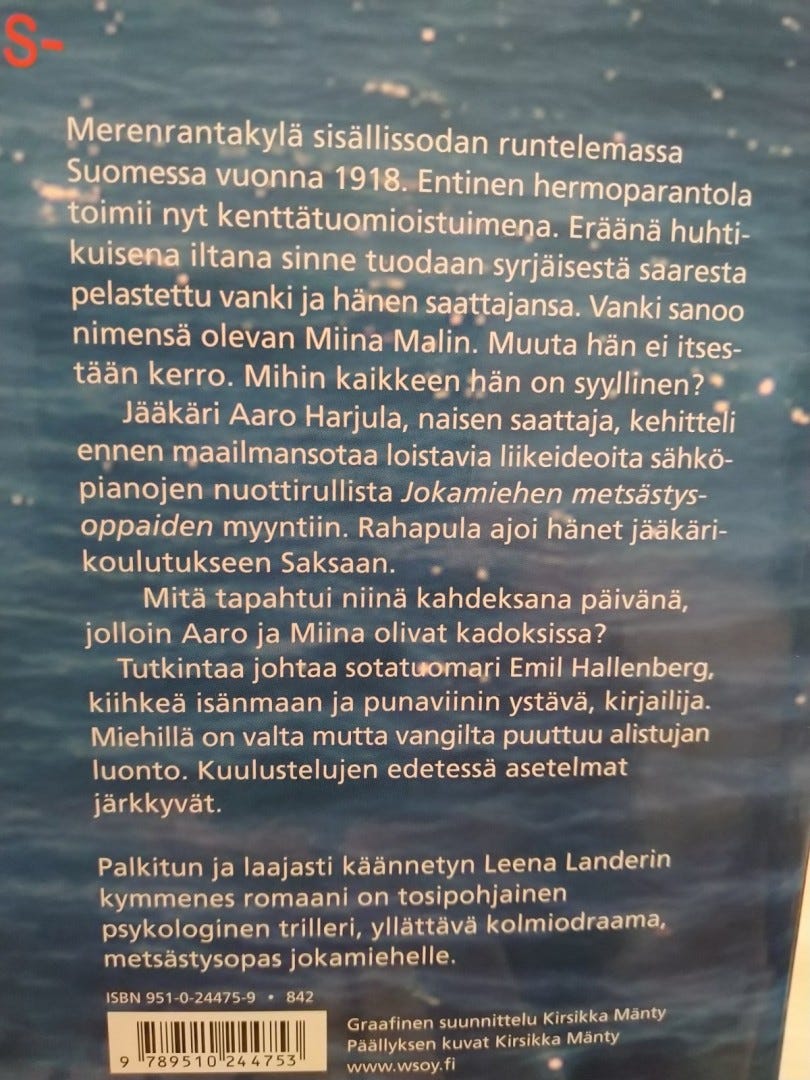 S-
Merenrantakylä sisällissodan runtelemassa
Suomessa vuonna 1918. Entinen hermoparantola
toimii nyt kenttätuomioistuimena. Eräänä huhti-
kuisena iltana sinne tuodaan syrjäisestä saaresta
pelastettu vanki ja hänen saattajansa. Vanki sanoo
nimensä olevan Miina Malin. Muuta hän ei itses-
tään kerro. Mihin kaikkeen hän on syyllinen?
Jääkäri Aaro Harjula, naisen saattaja, kehitteli
ennen maailmansotaa loistavia liikeideoita sähkö-
pianojen nuottirullista Jokamiehen metsästys-
oppaiden myyntiin. Rahapula ajoi hänet jääkäri-
koulutukseen Saksaan.
Mitä tapahtui niinä kahdeksana päivänä,
jolloin Aaro ja Miina olivat kadoksissa?
Tutkintaa johtaa sotatuomari Emil Hallenberg,
kiihkeä isänmaan ja punaviinin ystävä, kirjailija.
Miehillä on valta mutta vangilta puuttuu alistujan
luonto. Kuulustelujen edetessä asetelmat
järkkyvät.
Palkitun ja laajasti käännetyn Leena Landerin
kymmenes romaani on tosipohjainen
psykologinen trilleri, yllättävä kolmiodraama,
metsästysopas jokamiehelle.
ISBN 951-0-24475-9 • 842
9 789510 244753
Graafinen suunnittelu Kirsikka Mänty
Päällyksen kuvat Kirsikka Mänty
www.wsoy.fi